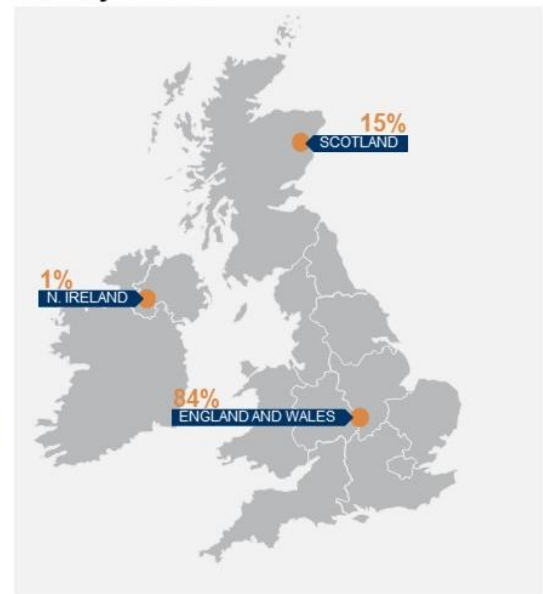 15%
SCOTLAND
1%
N. IRELAND
84%
ENGLAND AND WALES